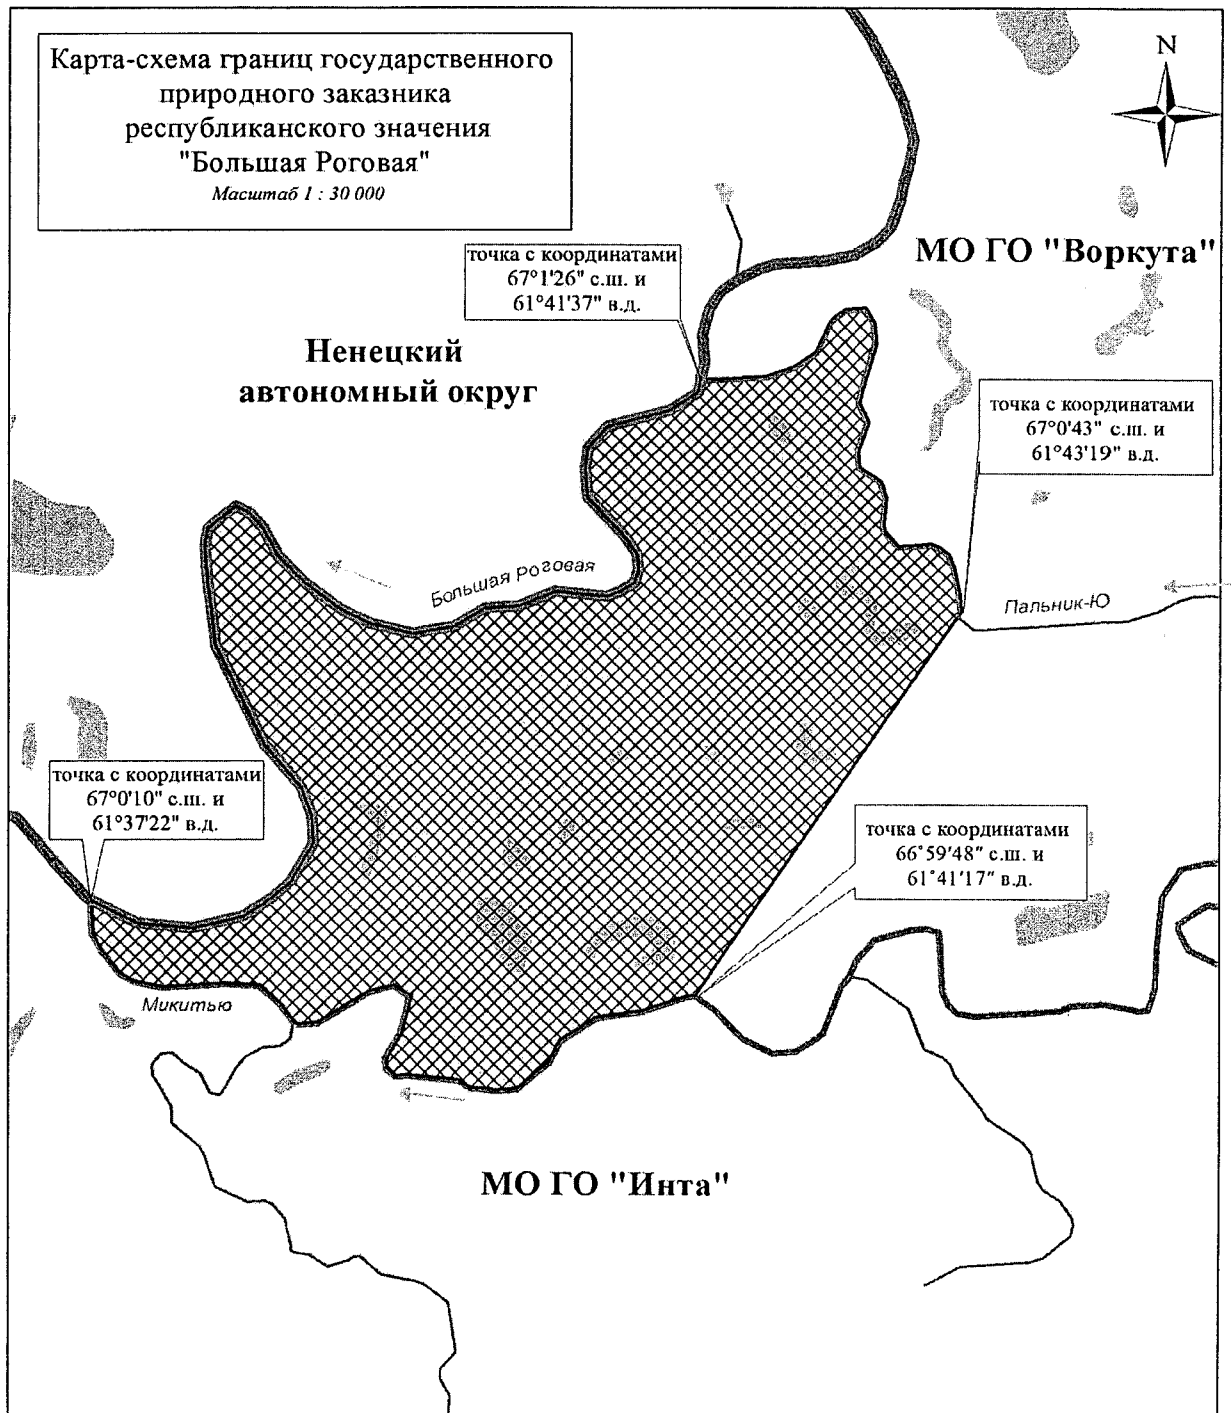 Карта-схема границ государственного
природного заказника
республиканского значения
"Большая Роговая"
Масштаб 1 : 30 000
N
МО ГО "Воркута"
точка с координатами
67°1'26" с.ш. и
61°41'37" в.д.
Ненецкий
автономный округ
точка с координатами
67°0'43" с.ш. и
61°43'19" в.д.
Большая Роговая
Пальник-Ю
точка с координатами
67°0'10" с.ш. и
61°37'22" в.д.
точка с координатами
66°59'48" с.ш. и
61°41'17" в.д.
Микитью
МО ГО "Инта"